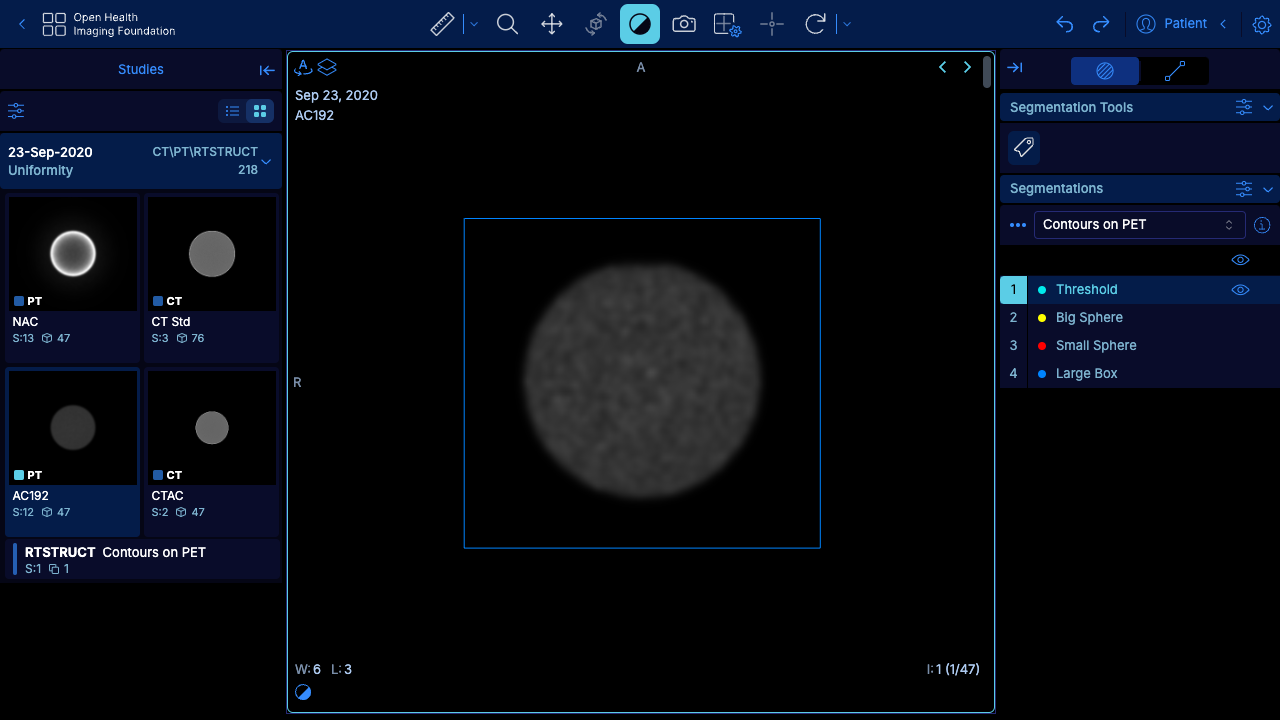 Open Health
Imaging Foundation
Patient
Studies
23-Sep-2020
CT\PT\RTSTRUCT
Uniformity
218
PT
NAC
S:13 47
CT
CT Std
S:3 76
PT
AC192
S:12 47
CT
CTAC
S:2 47
RTSTRUCT Contours on PET
S:1 1
A
A
Sep 23, 2020
AC192
R
W: 6 L: 3
I: 1 (1/47)
Segmentation Tools
Segmentations
Contours on PET
1 Threshold
2 Big Sphere
3 Small Sphere
4 Large Box